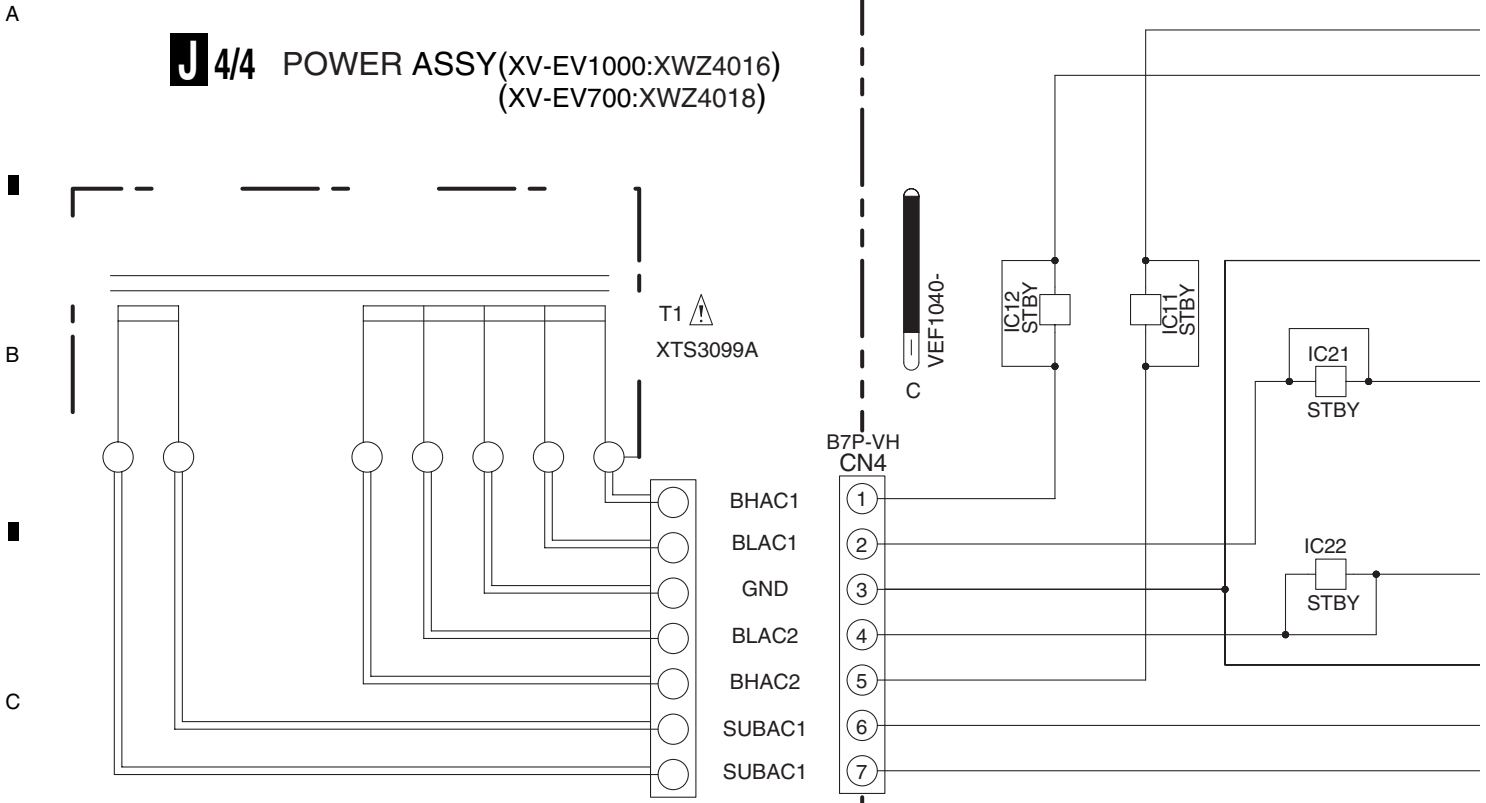 A
J 4/4 POWER ASSY(XV-EV1000:XWZ4016)
(XV-EV700:XWZ4018)
T1 !
XTS3099A
B
VEF1040-
C
IC12
STBY
IC11
STBY
IC21
STBY
B7P-VH
CN4
BHAC1 1
BLAC1 2
GND 3
BLAC2 4
BHAC2 5
SUBAC1 6
SUBAC1 7
IC22
STBY
C